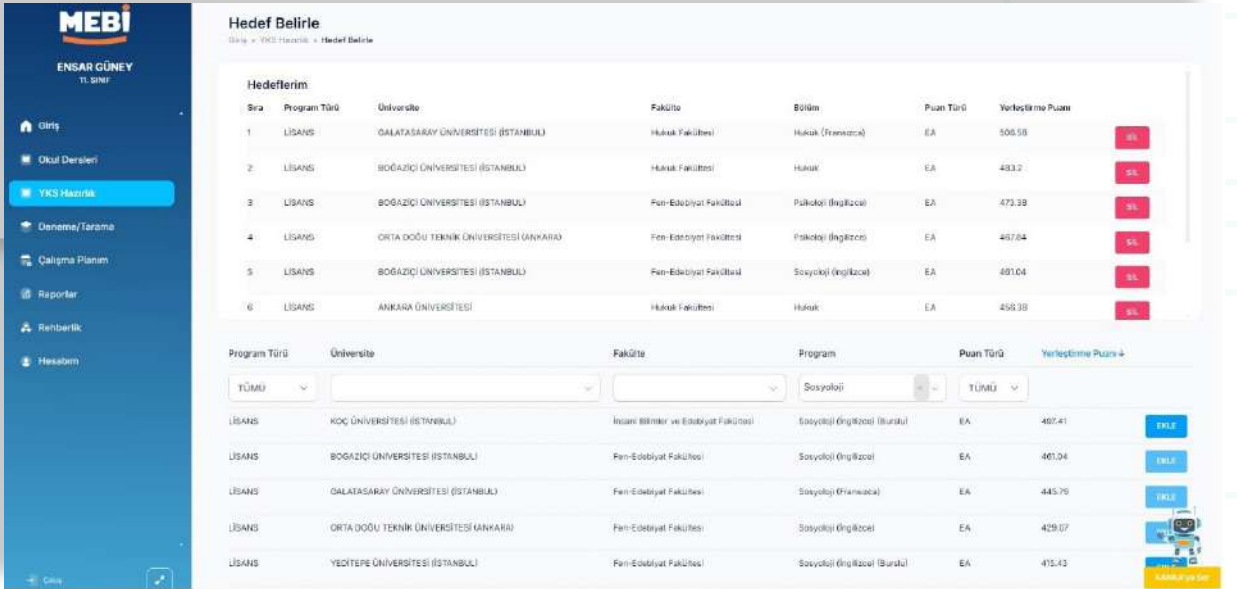 MEBİ
ENSAR GÜNEY
11. SINIF
Giriş
Okul Dersleri
YKS Hazırlık
Deneme/Tarama
Çalışma Planım
Raporlar
Rehberlik
Hesabım
Çıkış
Hedef Belirle
Giriş » YKS Hazırlık » Hedef Belirle
Hedeflerim
Sıra Program Türü Üniversite Fakülte Bölüm Puan Türü Yerleştirme Puanı
1 LİSANS GALATASARAY ÜNİVERSİTESİ (İSTANBUL) Hukuk Fakültesi Hukuk (Fransızca) EA 506.58 SİL
2 LİSANS BOĞAZİÇİ ÜNİVERSİTESİ (İSTANBUL) Hukuk Fakültesi Hukuk EA 483.2 SİL
3 LİSANS BOĞAZİÇİ ÜNİVERSİTESİ (İSTANBUL) Fen-Edebiyat Fakültesi Psikoloji (İngilizce) EA 473.38 SİL
4 LİSANS ORTA DOĞU TEKNİK ÜNİVERSİTESİ (ANKARA) Fen-Edebiyat Fakültesi Psikoloji (İngilizce) EA 467.84 SİL
5 LİSANS BOĞAZİÇİ ÜNİVERSİTESİ (İSTANBUL) Fen-Edebiyat Fakültesi Sosyoloji (İngilizce) EA 461.04 SİL
6 LİSANS ANKARA ÜNİVERSİTESİ Hukuk Fakültesi Hukuk EA 456.38 SİL
Program Türü Üniversite Fakülte Program Puan Türü Yerleştirme Puanı
TÜMÜ Sosyoloji TÜMÜ
LİSANS KOÇ ÜNİVERSİTESİ (İSTANBUL) İnsani Bilimler ve Edebiyat Fakültesi Sosyoloji (İngilizce) (Burslu) EA 497.41 EKLE
LİSANS BOĞAZİÇİ ÜNİVERSİTESİ (İSTANBUL) Fen-Edebiyat Fakültesi Sosyoloji (İngilizce) EA 461.04 EKLE
LİSANS GALATASARAY ÜNİVERSİTESİ (İSTANBUL) Fen-Edebiyat Fakültesi Sosyoloji (Fransızca) EA 445.79 EKLE
LİSANS ORTA DOĞU TEKNİK ÜNİVERSİTESİ (ANKARA) Fen-Edebiyat Fakültesi Sosyoloji (İngilizce) EA 429.07
LİSANS YEDİTEPE ÜNİVERSİTESİ (İSTANBUL) Fen-Edebiyat Fakültesi Sosyoloji (İngilizce) (Burslu) EA 415.43